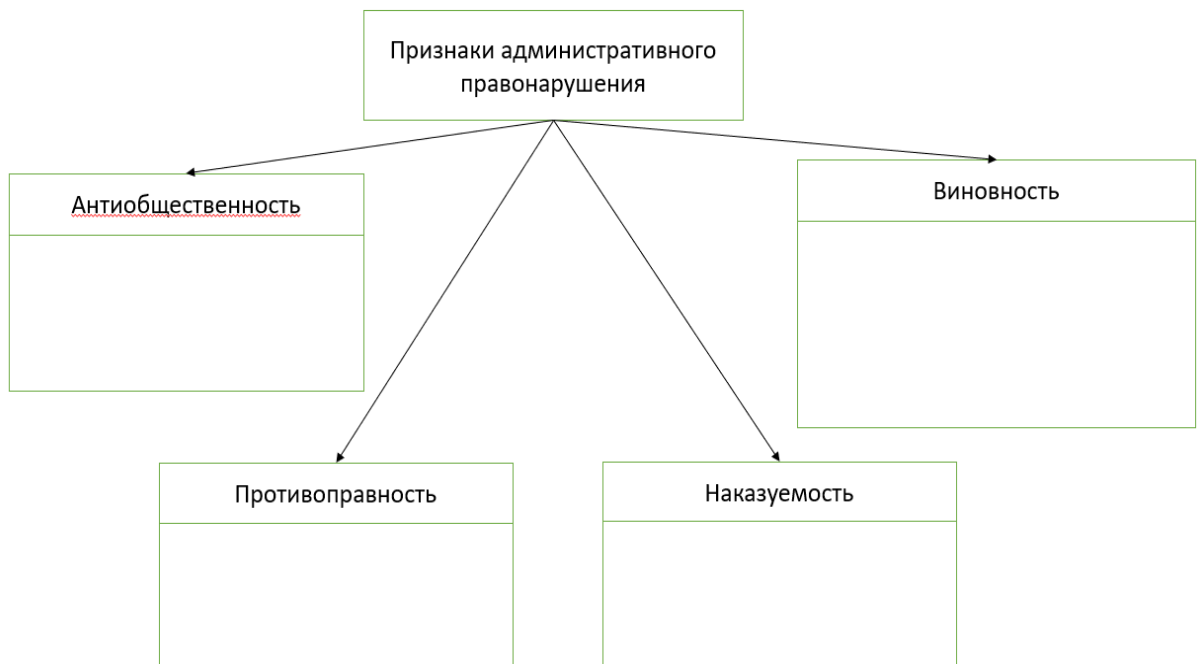 Признаки административного
правонарушения
Антиобщественность
Виновность
Противоправность
Наказуемость